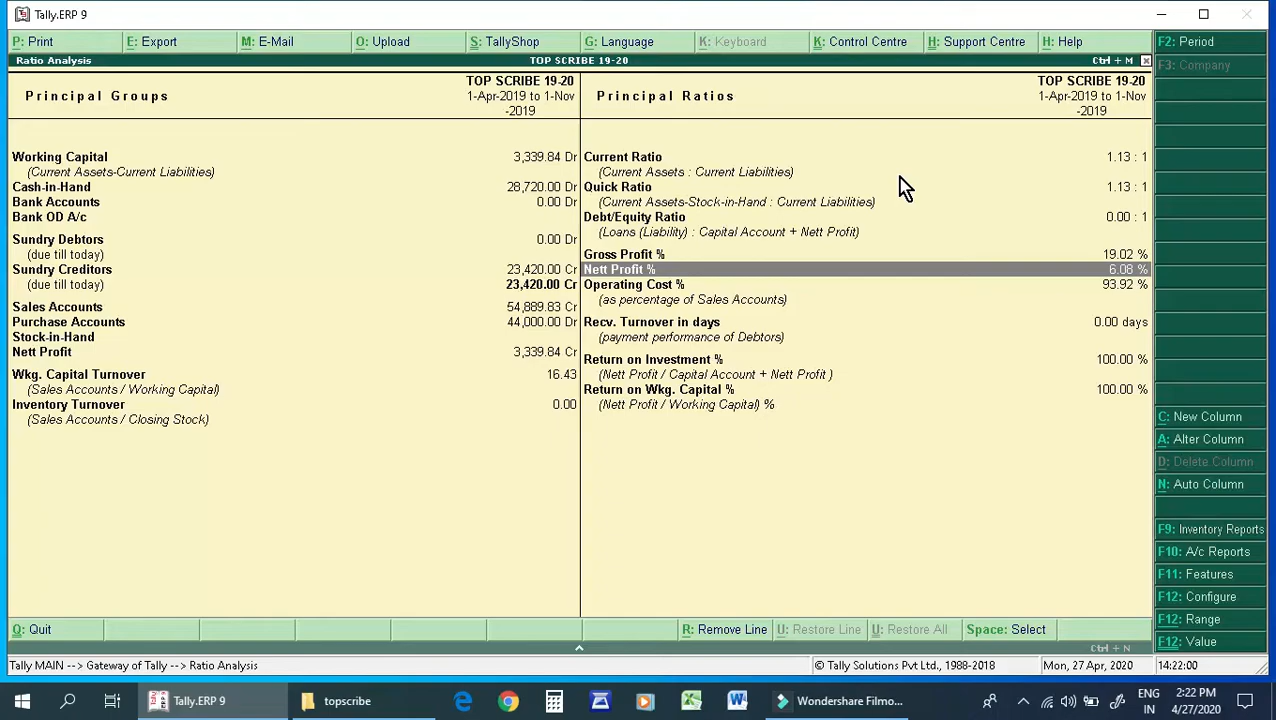 Tally.ERP 9
P: Print E: Export M: E-Mail O: Upload S: TallyShop G: Language K: Keyboard K: Control Centre H: Support Centre H: Help
Ratio Analysis TOP SCRIBE 19-20 Ctrl + M
Principal Groups
TOP SCRIBE 19-20
1-Apr-2019 to 1-Nov
-2019
Working Capital 3,339.84 Dr
(Current Assets-Current Liabilities)
Cash-in-Hand 28,720.00 Dr
Bank Accounts 0.00 Dr
Bank OD A/c
Sundry Debtors 0.00 Dr
(due till today)
Sundry Creditors 23,420.00 Cr
(due till today) 23,420.00 Cr
Sales Accounts 54,889.83 Cr
Purchase Accounts 44,000.00 Dr
Stock-in-Hand
Nett Profit 3,339.84 Cr
Wkg. Capital Turnover 16.43
(Sales Accounts / Working Capital)
Inventory Turnover 0.00
(Sales Accounts / Closing Stock)
Principal Ratios
TOP SCRIBE 19-20
1-Apr-2019 to 1-Nov
-2019
Current Ratio 1.13 : 1
(Current Assets : Current Liabilities)
Quick Ratio 1.13 : 1
(Current Assets-Stock-in-Hand : Current Liabilities)
Debt/Equity Ratio 0.00 : 1
(Loans (Liability) : Capital Account + Nett Profit)
Gross Profit % 19.02 %
Nett Profit % 6.08 %
Operating Cost % 93.92 %
(as percentage of Sales Accounts)
Recv. Turnover in days 0.00 days
(payment performance of Debtors)
Return on Investment % 100.00 %
(Nett Profit / Capital Account + Nett Profit )
Return on Wkg. Capital % 100.00 %
(Nett Profit / Working Capital) %
F2: Period
F3: Company
C: New Column
A: Alter Column
D: Delete Column
N: Auto Column
F9: Inventory Reports
F10: A/c Reports
F11: Features
F12: Configure
F12: Range
F12: Value
Q: Quit R: Remove Line U: Restore Line U: Restore All Space: Select
Ctrl + N
Tally MAIN --> Gateway of Tally --> Ratio Analysis © Tally Solutions Pvt Ltd., 1988-2018 Mon, 27 Apr, 2020 14:22:00
Tally.ERP 9 topscribe Wondershare Filmo... ENG 2:22 PM
IN 4/27/2020